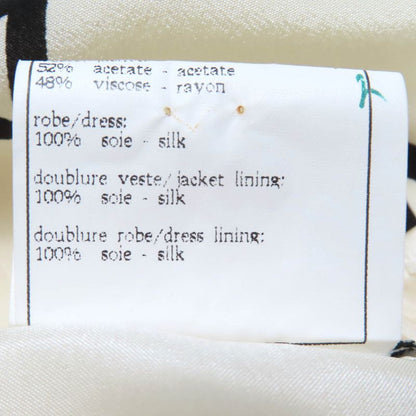 52% acetate - acetate
48% viscose - rayon
robe/dress:
100% soie - silk
doublure veste/jacket lining:
100% soie - silk
doublure robe/dress lining:
100% soie - silk